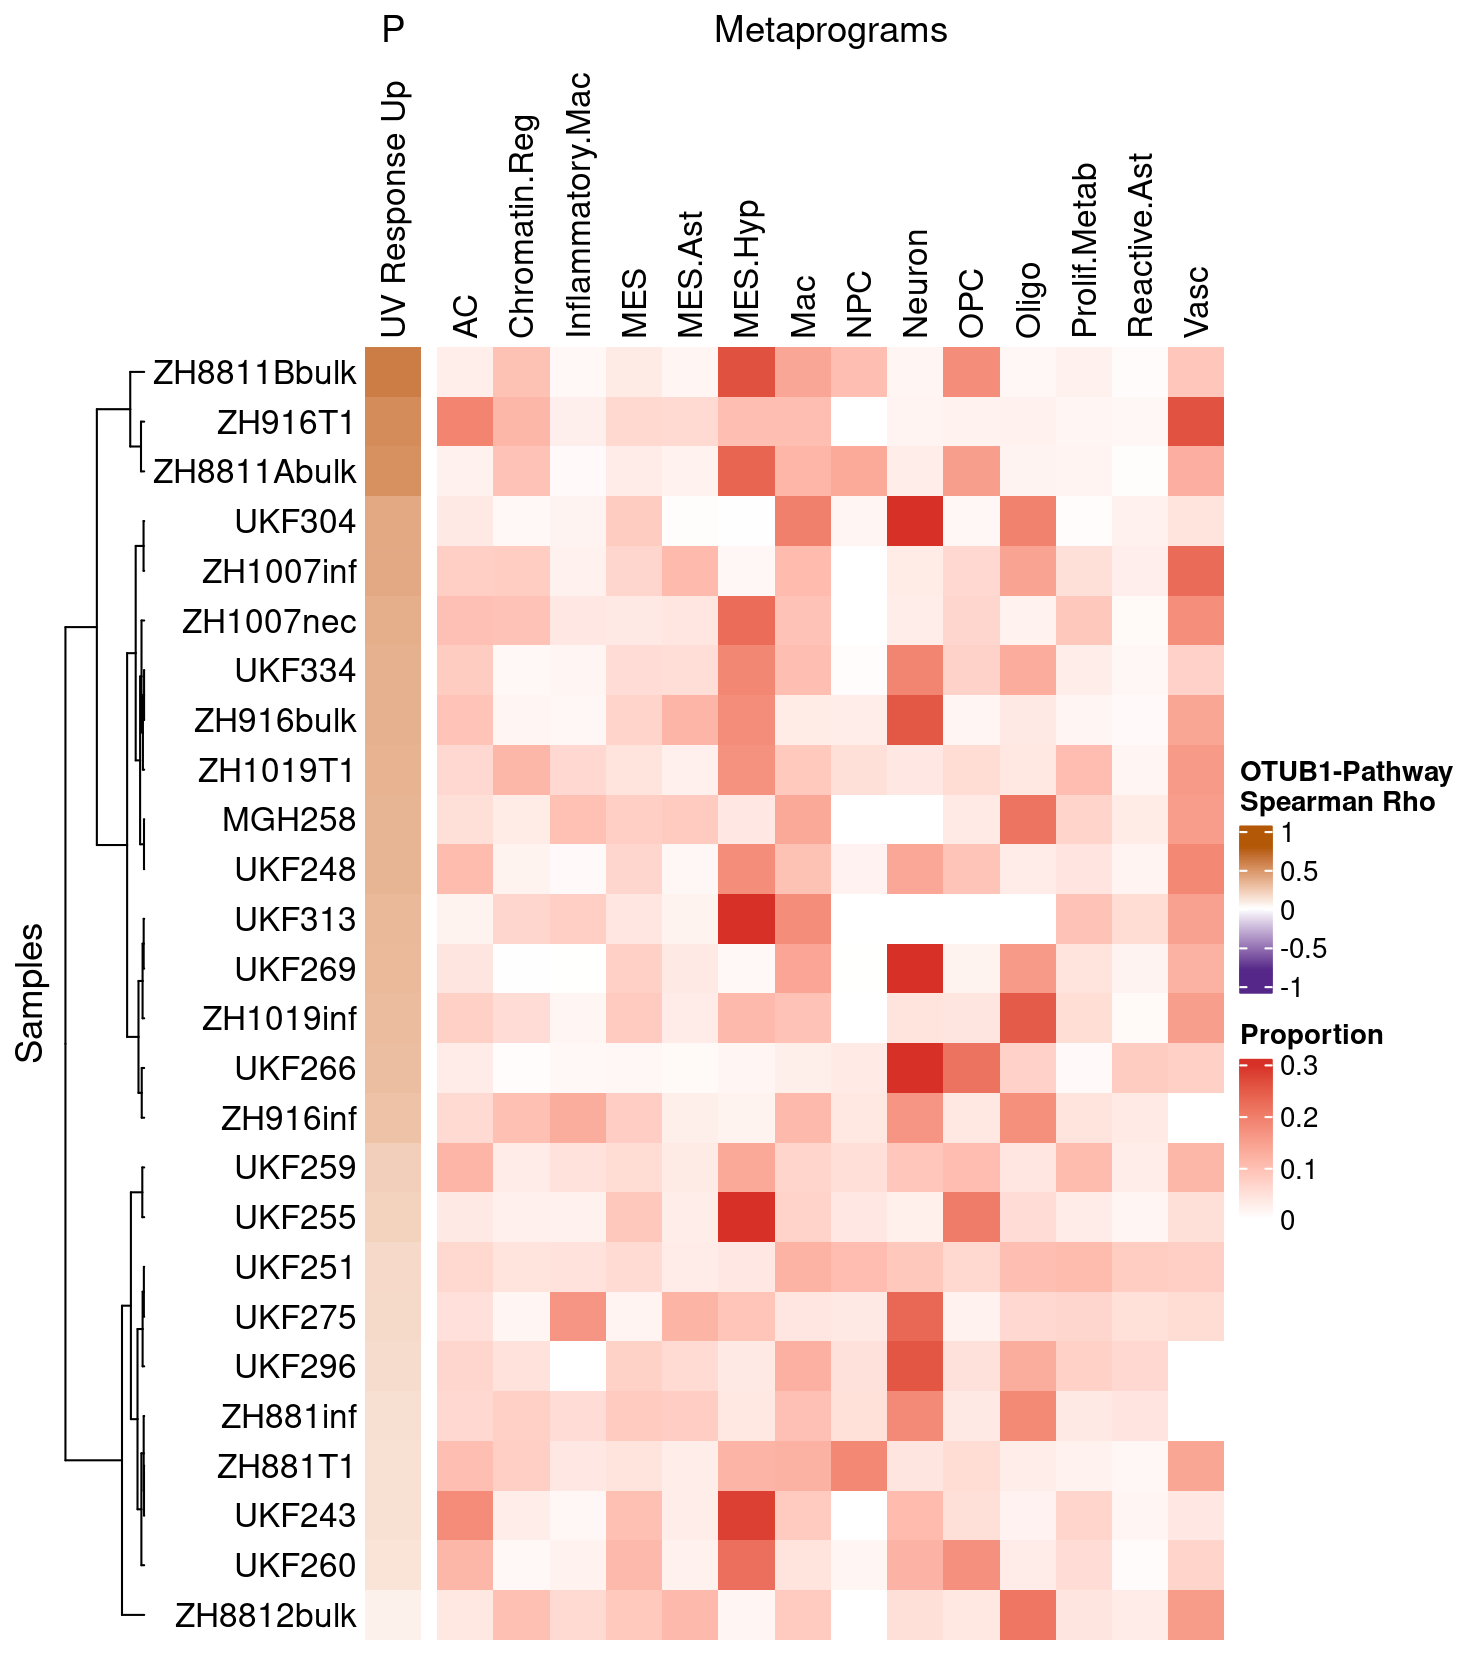 P
Metaprograms
UV Response Up
AC
Chromatin.Reg
Inflammatory.Mac
MES
MES.Ast
MES.Hyp
Mac
NPC
Neuron
OPC
Oligo
Prolif.Metab
Reactive.Ast
Vasc
Samples
ZH8811Bbulk
ZH916T1
ZH8811Abulk
UKF304
ZH1007inf
ZH1007nec
UKF334
ZH916bulk
ZH1019T1
MGH258
UKF248
UKF313
UKF269
ZH1019inf
UKF266
ZH916inf
UKF259
UKF255
UKF251
UKF275
UKF296
ZH881inf
ZH881T1
UKF243
UKF260
ZH8812bulk
OTUB1-Pathway
Spearman Rho
1
0.5
0
-0.5
-1
Proportion
0.3
0.2
0.1
0